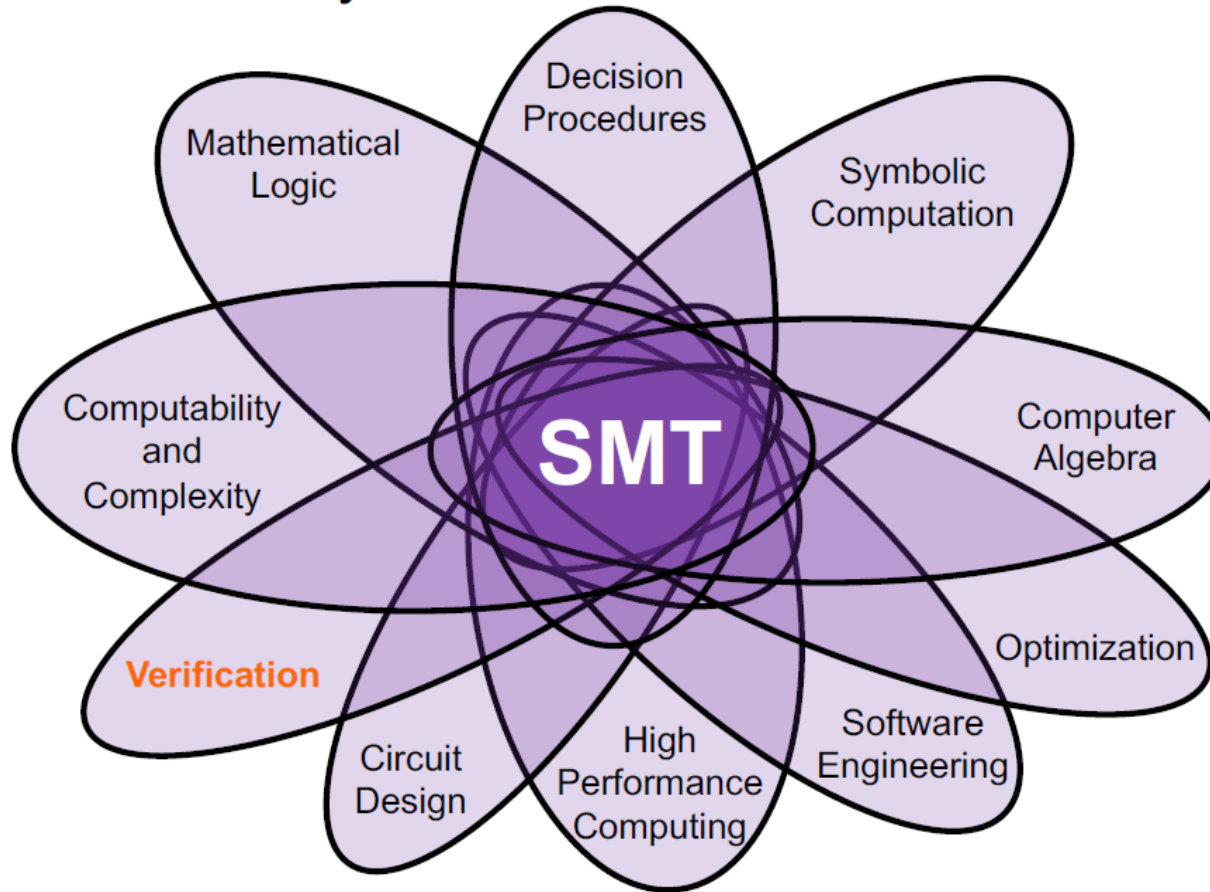 Decision
Procedures
Mathematical
Logic
Symbolic
Computation
Computability
and
Complexity
SMT
Computer
Algebra
Verification
Optimization
Circuit
Design
High
Performance
Computing
Software
Engineering